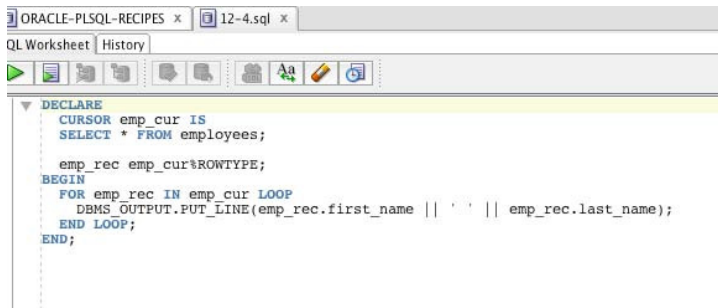 ORACLE-PLSQL-RECIPES x 12-4.sql x
QL Worksheet History
Aa
DECLARE
CURSOR emp_cur IS
SELECT * FROM employees;
emp_rec emp_cur%ROWTYPE;
BEGIN
FOR emp_rec IN emp_cur LOOP
DBMS_OUTPUT.PUT_LINE(emp_rec.first_name || ' ' || emp_rec.last_name);
END LOOP;
END;